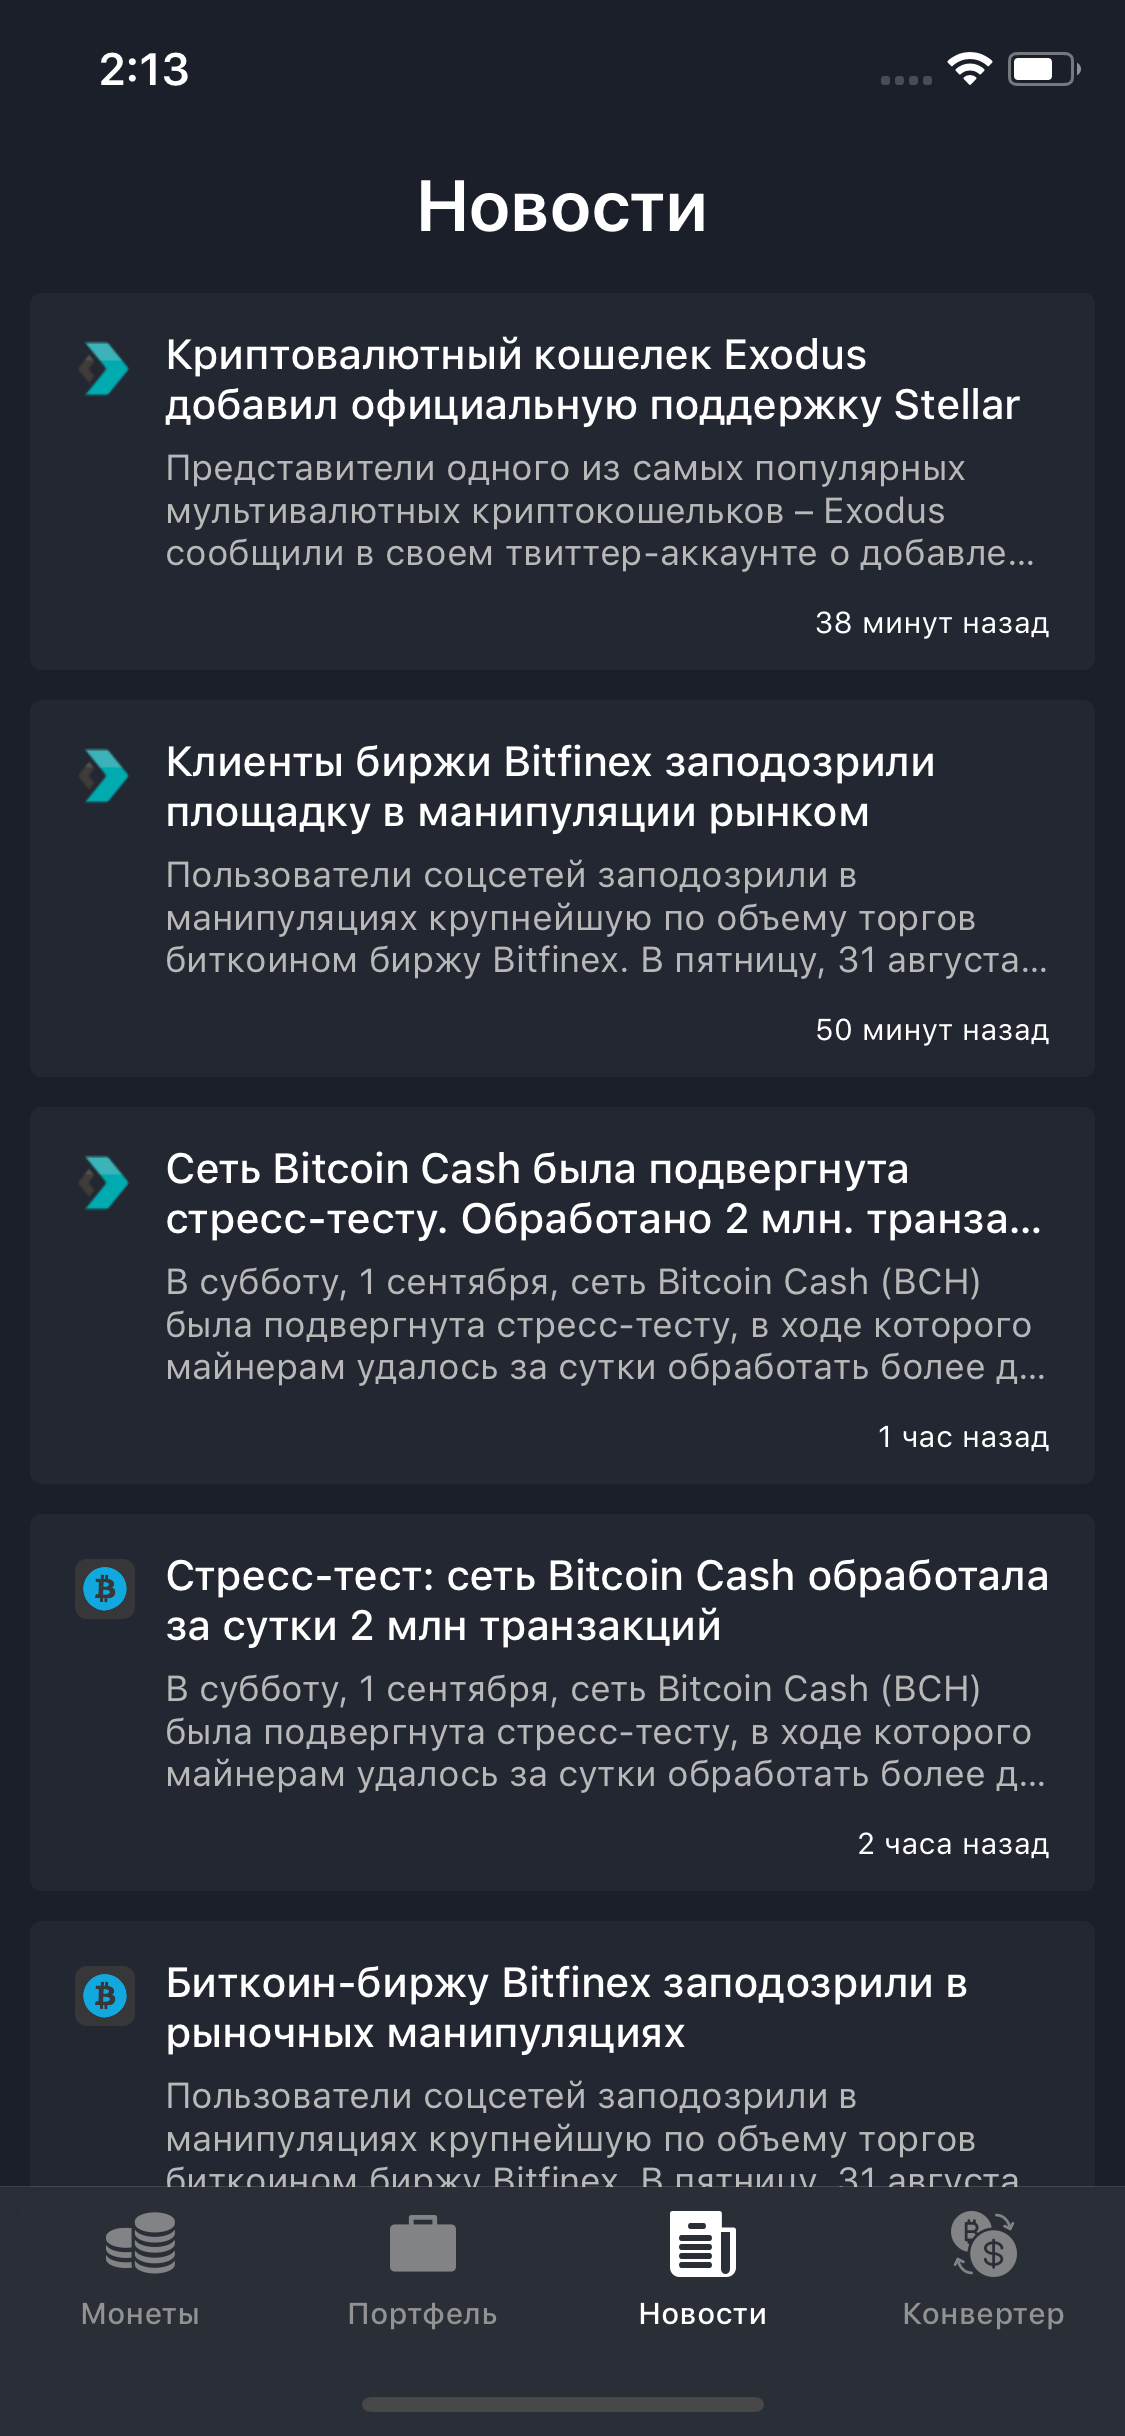 2:13
Новости
Криптовалютный кошелек Exodus
добавил официальную поддержку Stellar
Представители одного из самых популярных
мультивалютных криптокошельков – Exodus
сообщили в своем твиттер-аккаунте о добавле...
38 минут назад
Клиенты биржи Bitfinex заподозрили
площадку в манипуляции рынком
Пользователи соцсетей заподозрили в
манипуляциях крупнейшую по объему торгов
биткоином биржу Bitfinex. В пятницу, 31 августа...
50 минут назад
Сеть Bitcoin Cash была подвергнута
стресс-тесту. Обработано 2 млн. транза...
В субботу, 1 сентября, сеть Bitcoin Cash (BCH)
была подвергнута стресс-тесту, в ходе которого
майнерам удалось за сутки обработать более д...
1 час назад
Стресс-тест: сеть Bitcoin Cash обработала
за сутки 2 млн транзакций
В субботу, 1 сентября, сеть Bitcoin Cash (BCH)
была подвергнута стресс-тесту, в ходе которого
майнерам удалось за сутки обработать более д...
2 часа назад
Биткоин-биржу Bitfinex заподозрили в
рыночных манипуляциях
Пользователи соцсетей заподозрили в
манипуляциях крупнейшую по объему торгов
биткоином биржу Bitfinex. В пятницу, 31 августа
Монеты
Портфель
Новости
Конвертер